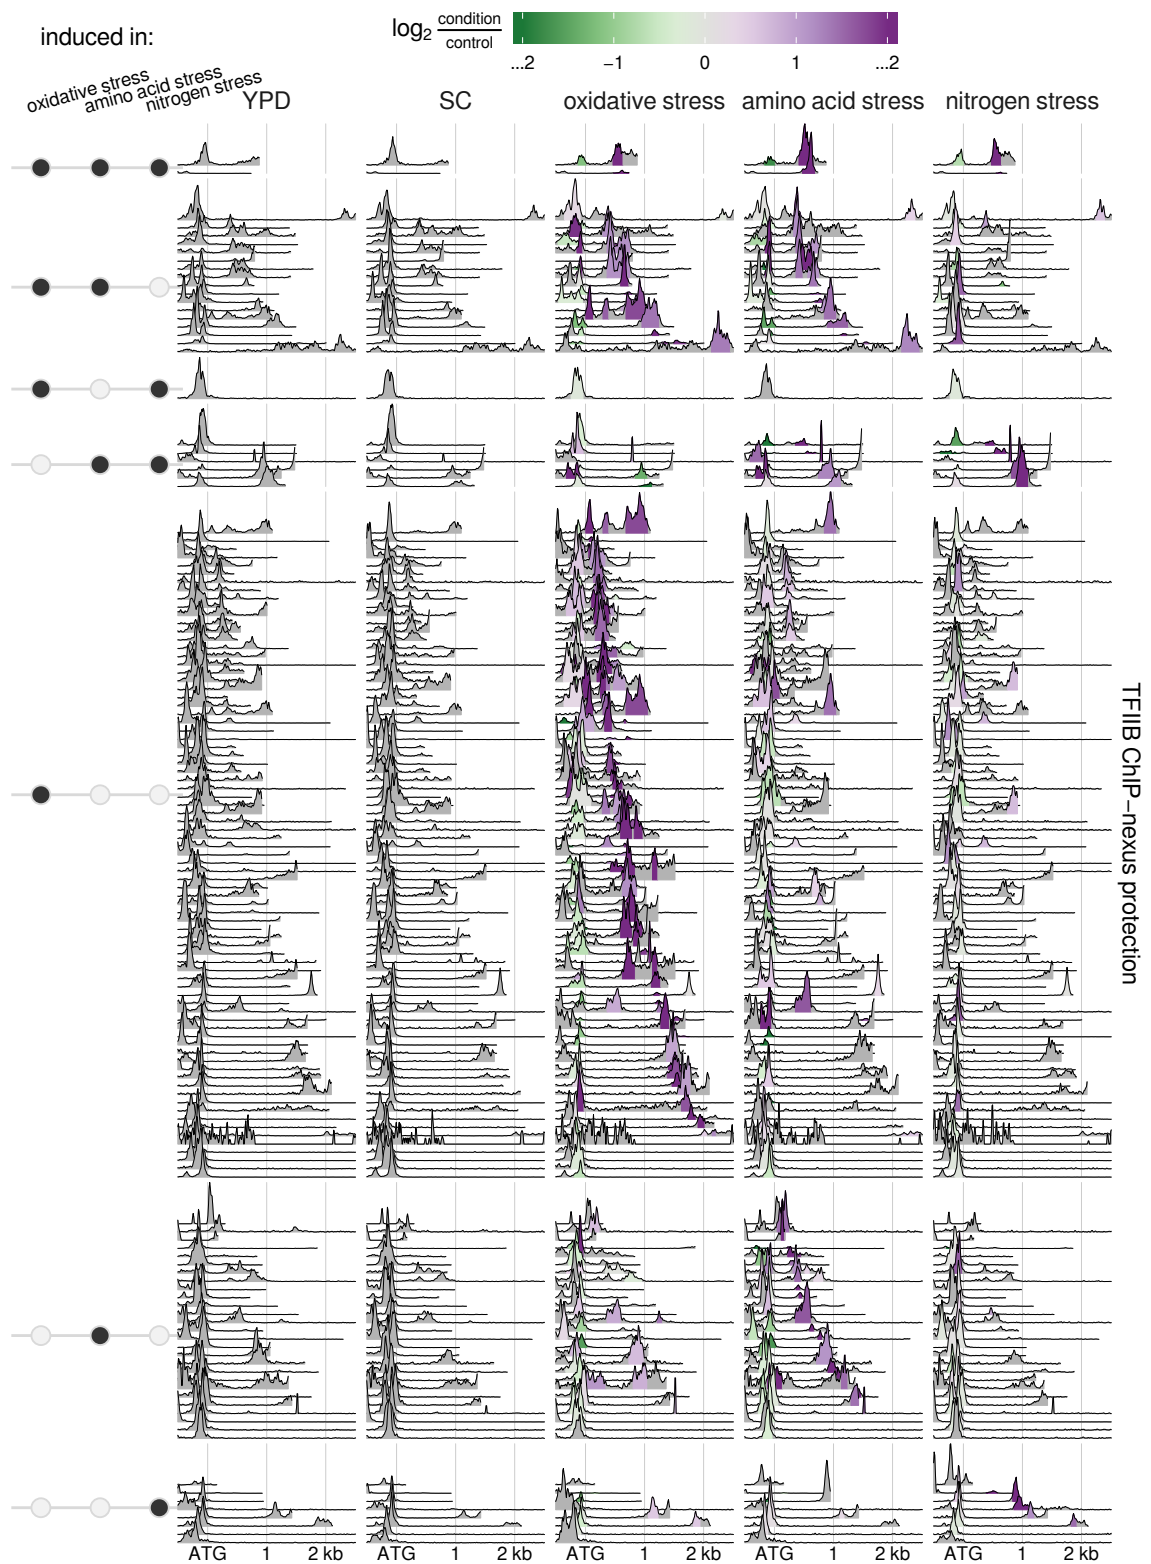 induced in:
log2 condition
control
...2 −1 0 1 ...2
oxidative stress
amino acid stress
nitrogen stress
YPD SC oxidative stress amino acid stress nitrogen stress
TFIIB ChIP−nexus protection
ATG 1 2 kb ATG 1 2 kb ATG 1 2 kb ATG 1 2 kb ATG 1 2 kb